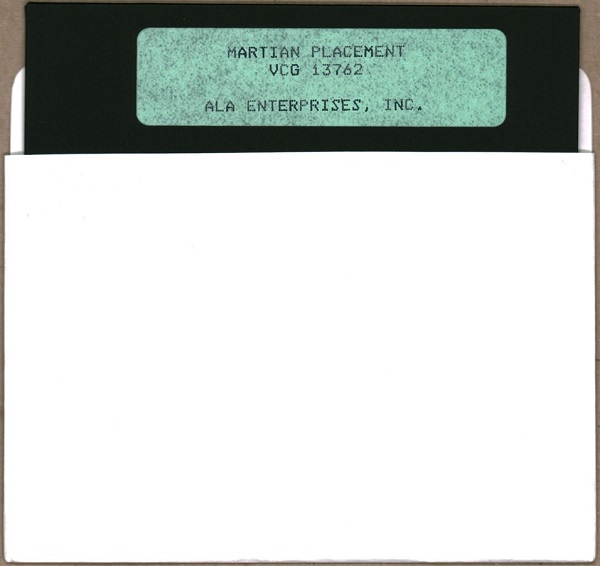 MARTIAN PLACEMENT
VCG 13762
ALA ENTERPRISES, INC.